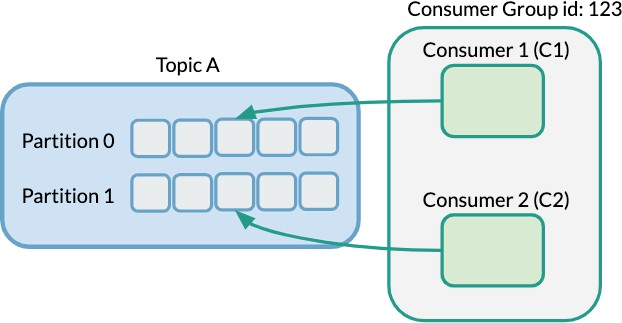 Consumer Group id: 123
Consumer 1 (C1)
Topic A
Partition 0
Partition 1
Consumer 2 (C2)